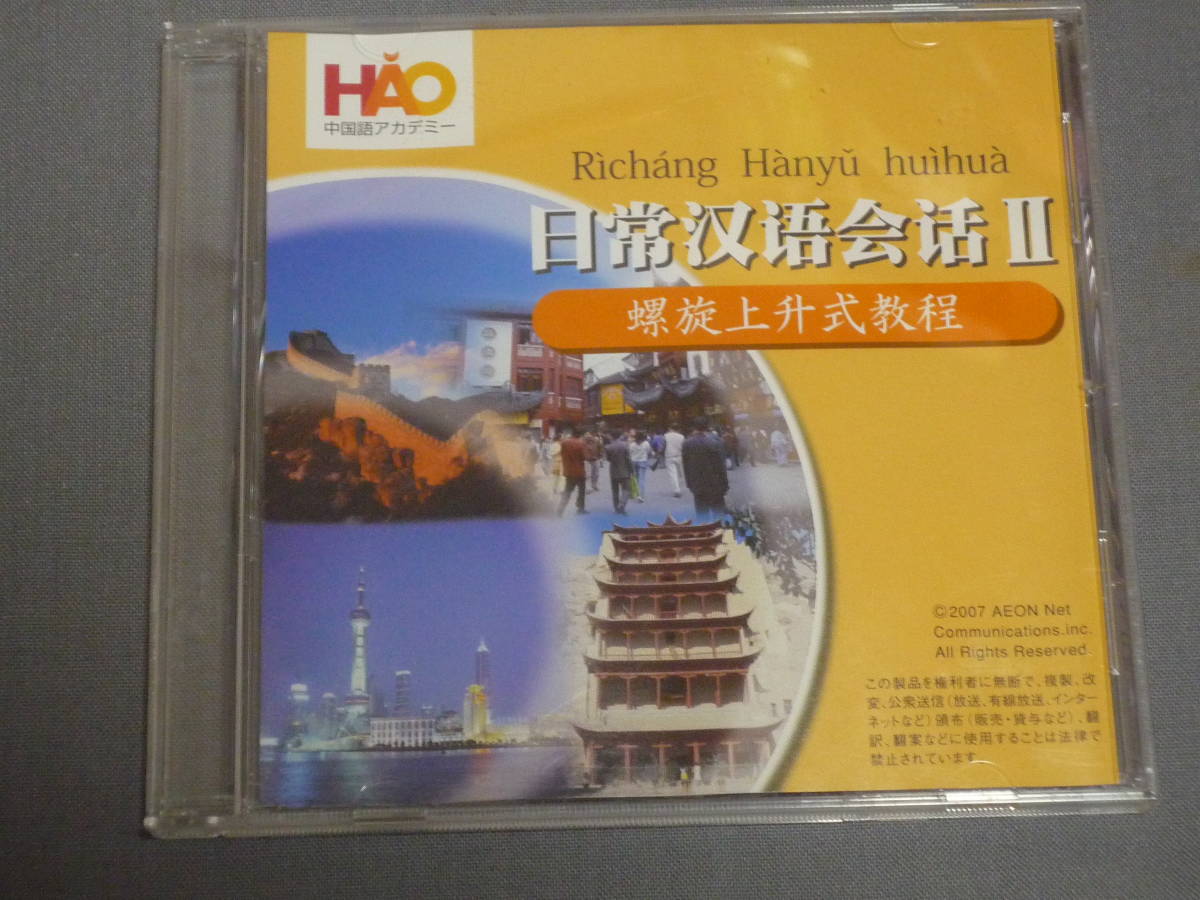 HǍO
中国語アカデミー
Rìcháng Hànyǔ huìhuà
日常汉语会话Ⅱ
螺旋上升式教程
©2007 AEON Net
Communications.inc.
All Rights Reserved.
この製品を権利者に無断で、複製、改
変、公衆送信（放送、有線放送、インター
ネットなど）頒布（販売・貸与など）、翻
訳、翻案などに使用することは法律で
禁止されています。